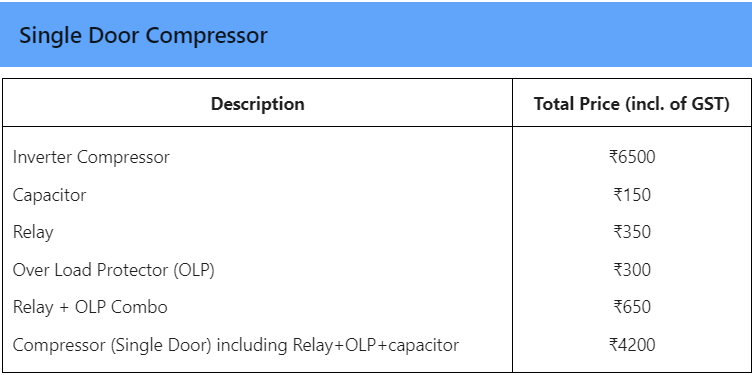 Single Door Compressor
Description Total Price (incl. of GST)
Inverter Compressor ₹6500
Capacitor ₹150
Relay ₹350
Over Load Protector (OLP) ₹300
Relay + OLP Combo ₹650
Compressor (Single Door) including Relay+OLP+capacitor ₹4200